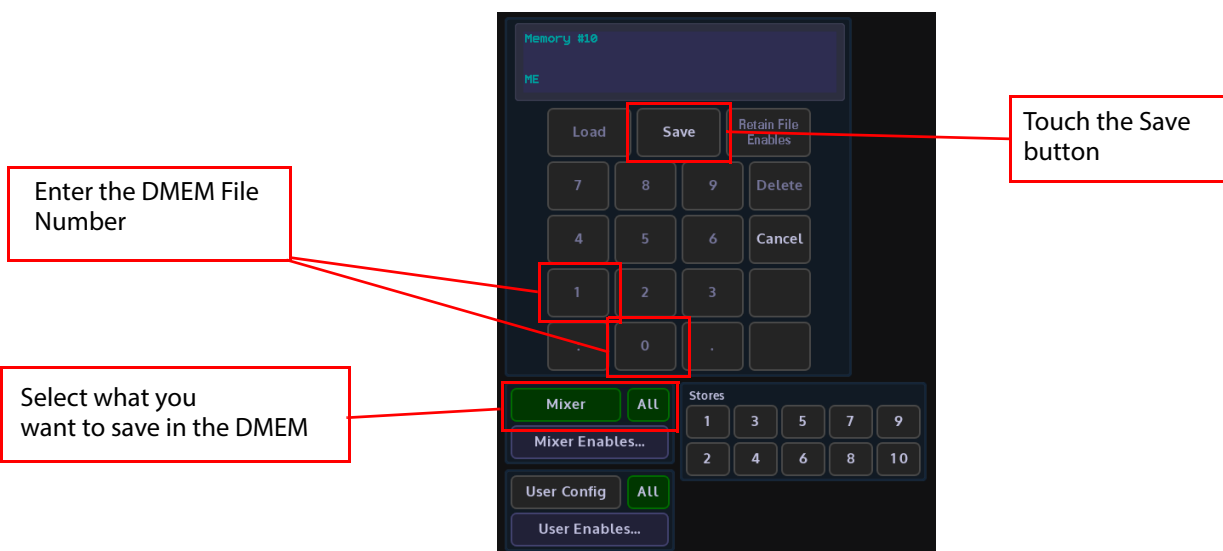 Memory #10
ME
Load
Save
Retain File
Enables
7
8
9
Delete
4
5
6
Cancel
1
2
3
.
0
.
Mixer
All
Mixer Enables...
User Config
All
User Enables...
Stores
1
3
5
7
9
2
4
6
8
10
Touch the Save
button
Enter the DMEM File
Number
Select what you
want to save in the DMEM